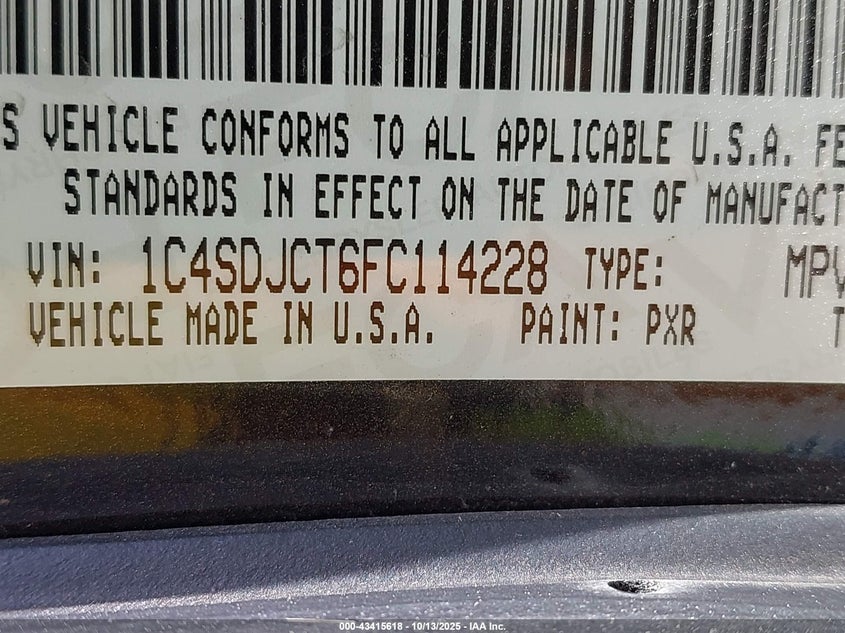 S VEHICLE CONFORMS TO ALL APPLICABLE U.S.A. FE
STANDARDS IN EFFECT ON THE DATE OF MANUFACT
VIN: 1C4SDJCT6FC114228 TYPE: MPV
VEHICLE MADE IN U.S.A. PAINT: PXR T
000-43415618 - 10/13/2025 - IAA Inc.